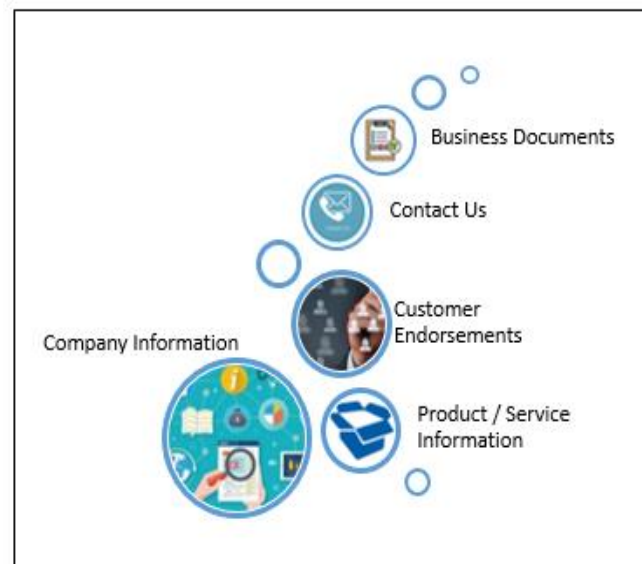 Business Documents
Contact Us
Customer
Endorsements
Company Information
Product / Service
Information